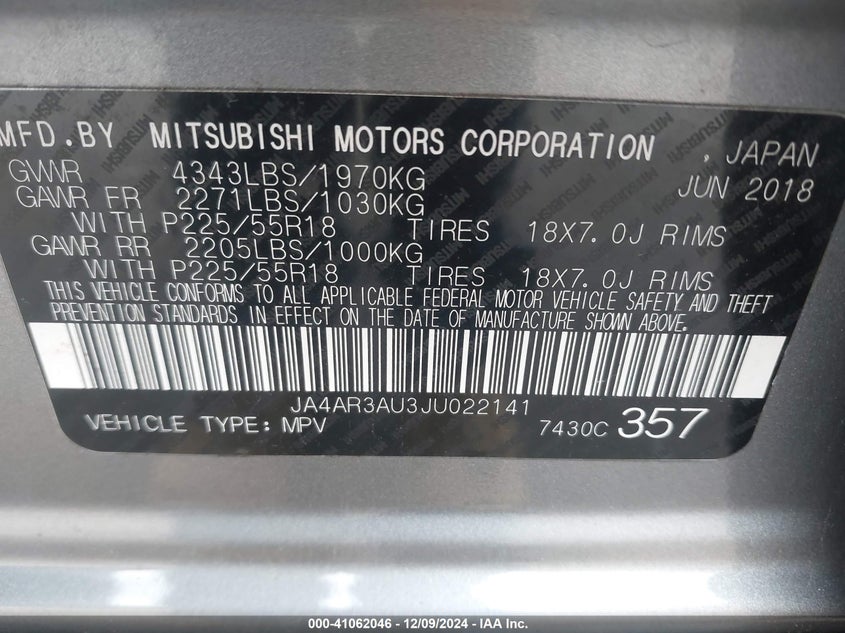 MFD.BY MITSUBISHI MOTORS CORPORATION , JAPAN
GVWR 4343LBS/1970KG JUN 2018
GAWR FR 2271LBS/1030KG
WITH P225/55R18 TIRES 18X7.0J RIMS
GAWR RR 2205LBS/1000KG
WITH P225/55R18 TIRES 18X7.0J RIMS
THIS VEHICLE CONFORMS TO ALL APPLICABLE FEDERAL MOTOR VEHICLE SAFETY AND THEFT
PREVENTION STANDARDS IN EFFECT ON THE DATE OF MANUFACTURE SHOWN ABOVE.
JA4AR3AU3JU022141
VEHICLE TYPE: MPV 7430C 357
000-41062046 - 12/09/2024 - IAA Inc.